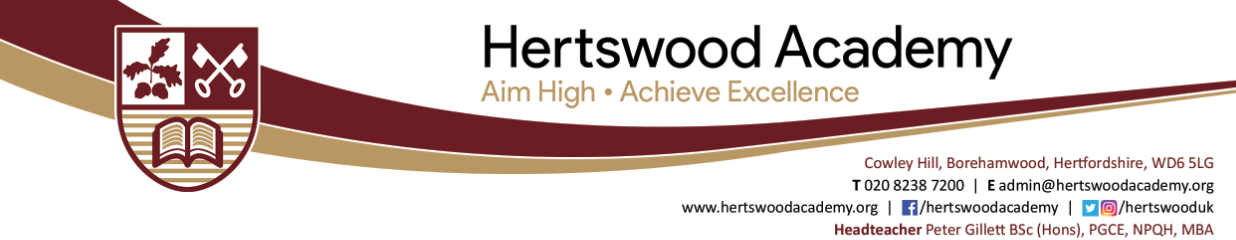 Hertswood Academy
Aim High • Achieve Excellence
Cowley Hill, Borehamwood, Hertfordshire, WD6 5LG
T 020 8238 7200 | E admin@hertswoodacademy.org
www.hertswoodacademy.org | /hertswoodacademy | /hertswooduk
Headteacher Peter Gillett BSc (Hons), PGCE, NPQH, MBA